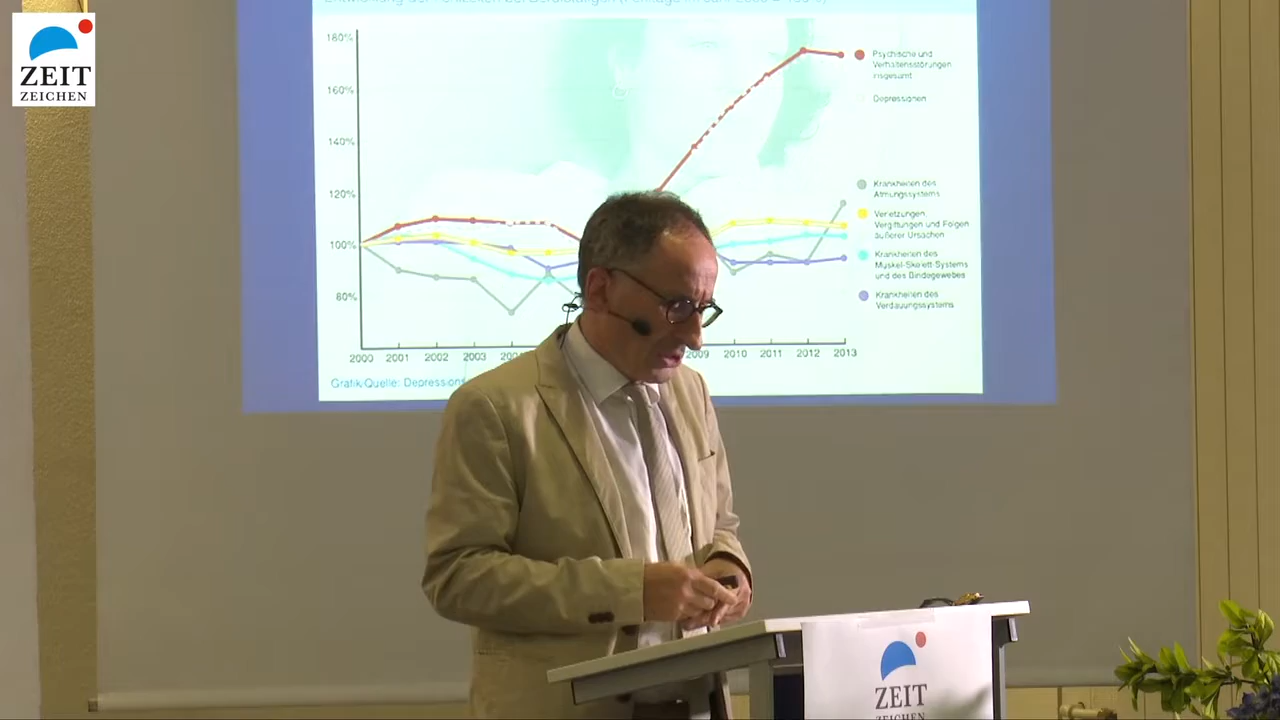 ZEIT
ZEICHEN
180%
160%
140%
120%
100%
80%
2000 2001 2002 2003 2009 2010 2011 2012 2013
Psychische und
Verhaltensstörungen
insgesamt
Depressionen
Krankheiten des
Atmungssystems
Verletzungen,
Vergiftungen und Folgen
äußerer Ursachen
Krankheiten des
Muskel-Skelett-Systems
und des Bindegewebes
Krankheiten des
Verdauungssystems
Grafik/Quelle: Depressions
ZEIT
ZEICHEN